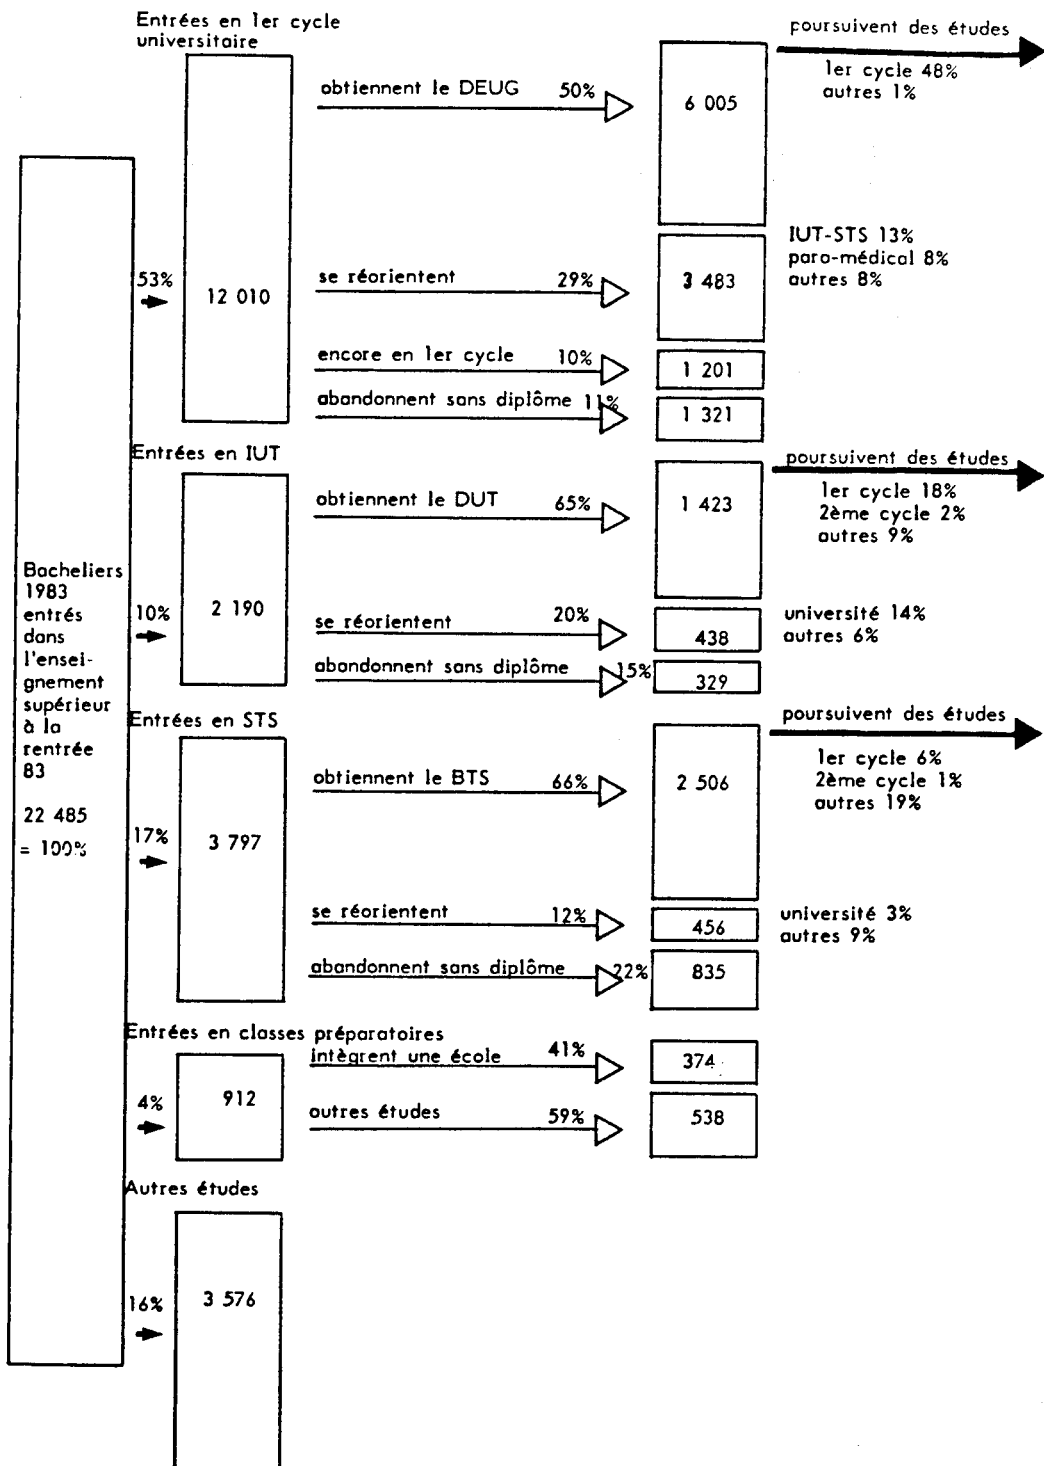 Entrées en 1er cycle
universitaire
poursuivent des études
1er cycle 48%
autres 1%
obtiennent le DEUG 50%
6 005
53%
12 010
se réorientent 29%
3 483
IUT-STS 13%
para-médical 8%
autres 8%
encore en 1er cycle 10%
1 201
abandonnent sans diplôme 11%
1 321
Entrées en IUT
poursuivent des études
1er cycle 18%
2ème cycle 2%
autres 9%
obtiennent le DUT 65%
1 423
Bacheliers
1983
entrés
dans
l'ensei-
gnement
supérieur
à la
rentrée
83
22 485
= 100%
10%
2 190
se réorientent 20%
438
université 14%
autres 6%
abandonnent sans diplôme 15%
329
Entrées en STS
poursuivent des études
1er cycle 6%
2ème cycle 1%
autres 19%
obtiennent le BTS 66%
2 506
17%
3 797
se réorientent 12%
456
université 3%
autres 9%
abandonnent sans diplôme 22%
835
Entrées en classes préparatoires
intègrent une école 41%
374
4%
912
autres études 59%
538
Autres études
16%
3 576